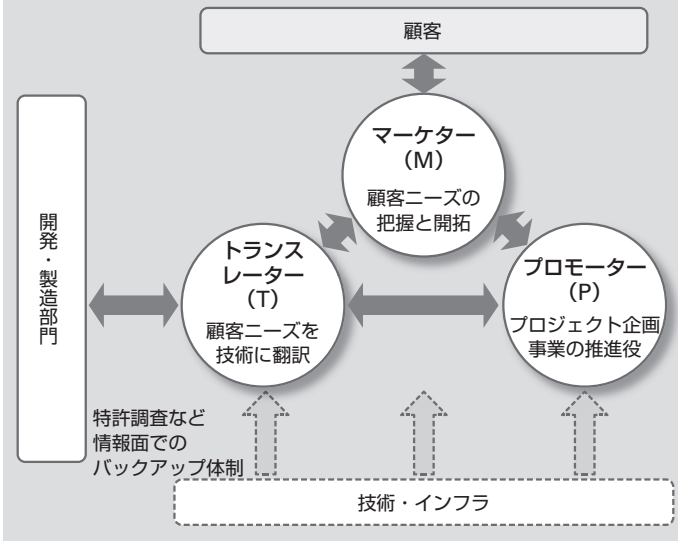 顧客
マーケター
（M）
顧客ニーズの
把握と開拓
開発・製造部門
トランス
レーター
（T）
顧客ニーズを
技術に翻訳
プロモーター
（P）
プロジェクト企画
事業の推進役
特許調査など
情報面での
バックアップ体制
技術・インフラ